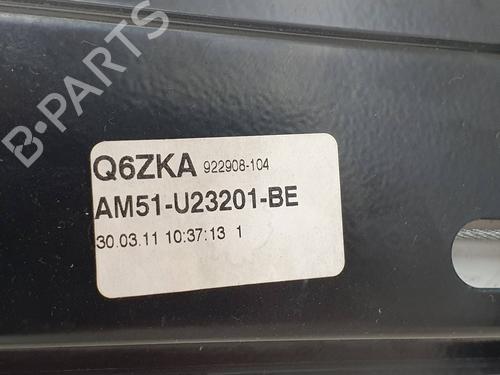 B-PARTS
Q6ZKA 922908-104
AM51-U23201-BE
30.03.11 10:37:13 1